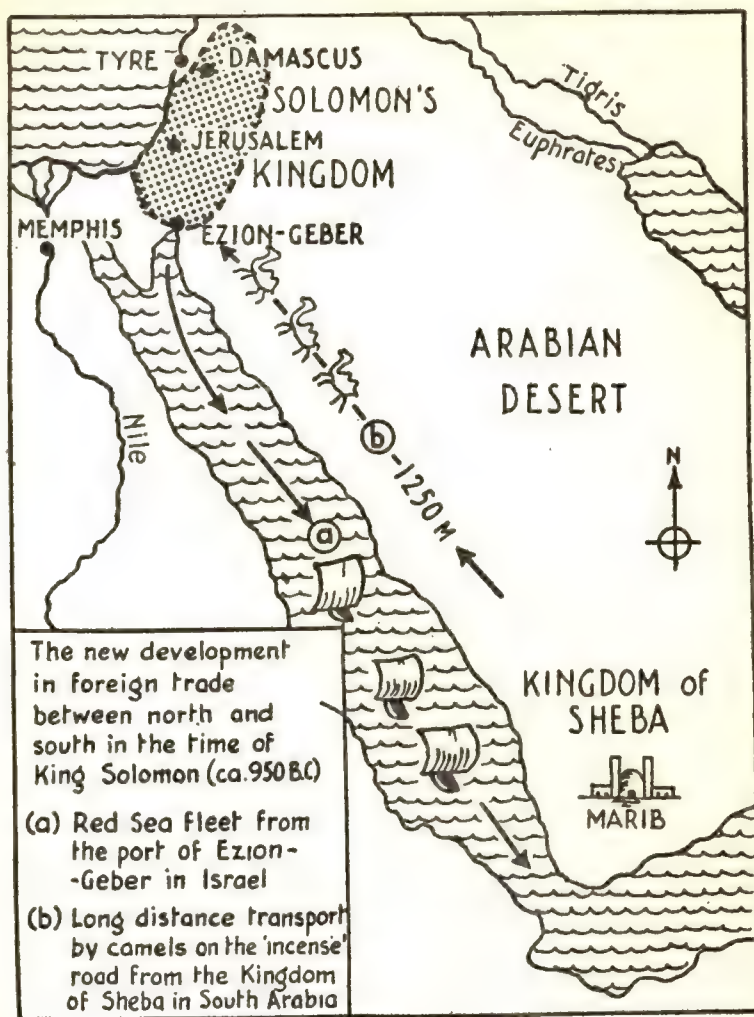 TYRE
DAMASCUS
SOLOMON'S
JERUSALEM
KINGDOM
MEMPHIS
EZION-GEBER
Tigris
Euphrates
ARABIAN
DESERT
Nile
b
-1250 M
N
a
KINGDOM of
SHEBA
MARIB
The new development
in foreign trade
between north and
south in the time of
King Solomon (ca.950 B.C)
(a) Red Sea fleet from
the port of Ezion-
-Geber in Israel
(b) Long distance transport
by camels on the 'incense'
road from the Kingdom
of Sheba in South Arabia